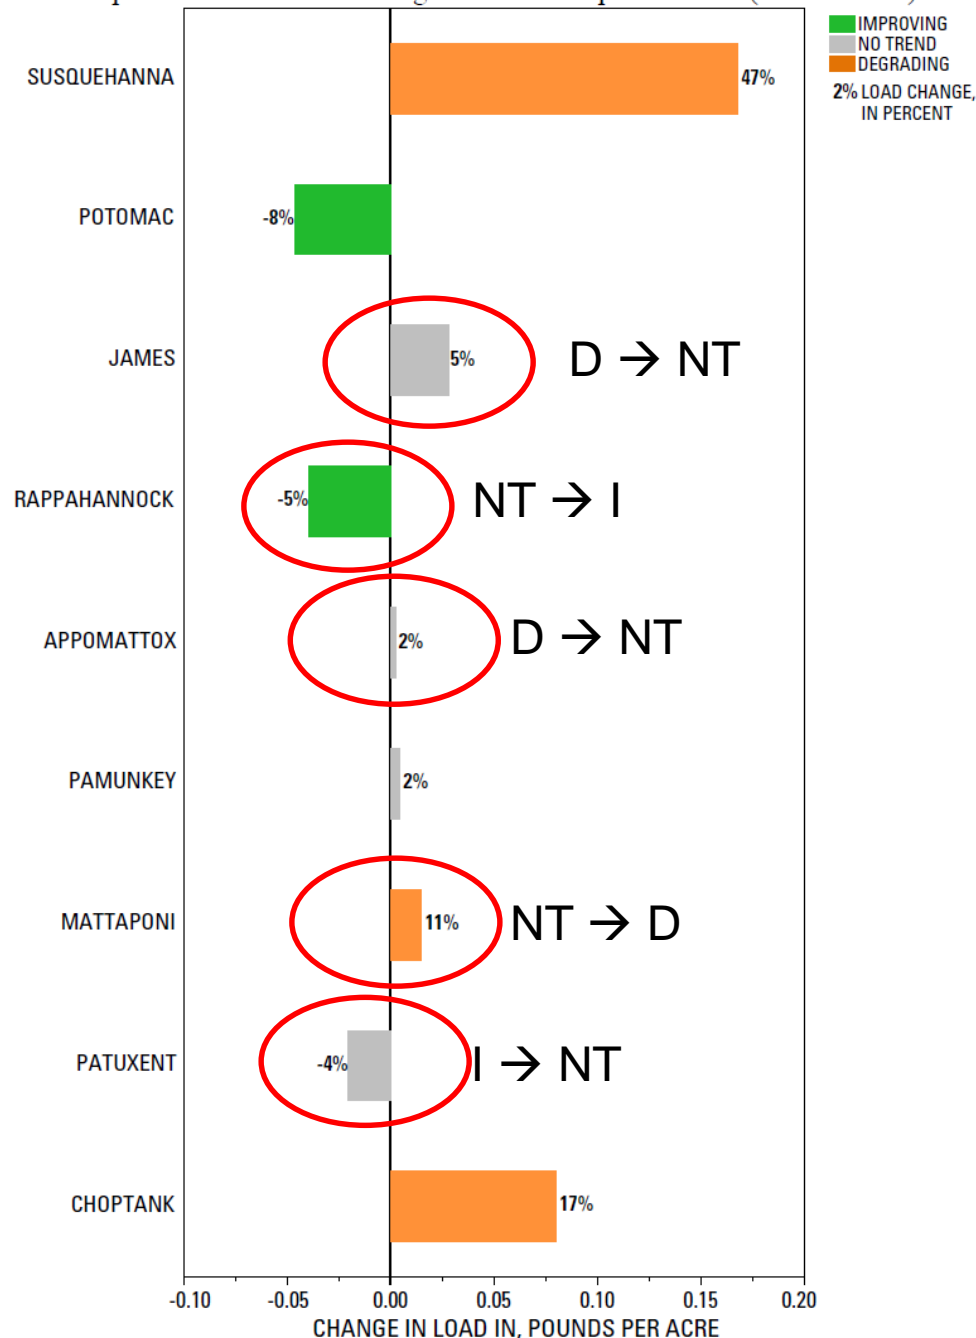 IMPROVING
NO TREND
DEGRADING
2% LOAD CHANGE,
IN PERCENT
SUSQUEHANNA 47%
POTOMAC -8%
JAMES 5% D → NT
RAPPAHANNOCK -5% NT → I
APPOMATTOX 2% D → NT
PAMUNKEY 2%
MATTAPONI 11% NT → D
PATUXENT -4% I → NT
CHOPTANK 17%
-0.10 -0.05 0.00 0.05 0.10 0.15 0.20
CHANGE IN LOAD IN, POUNDS PER ACRE